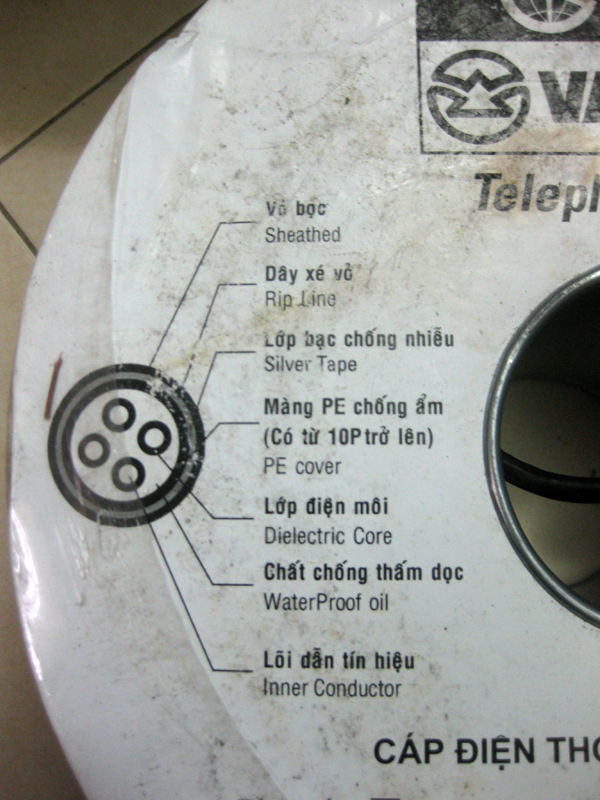 VA
Telepl
Vỏ bọc
Sheathed
Dây xé vỏ
Rip Line
Lớp bạc chống nhiễu
Silver Tape
Màng PE chống ẩm
(Có từ 10P trở lên)
PE cover
Lớp điện môi
Dielectric Core
Chất chống thấm dọc
WaterProof oil
Lõi dẫn tín hiệu
Inner Conductor
CÁP ĐIỆN THO